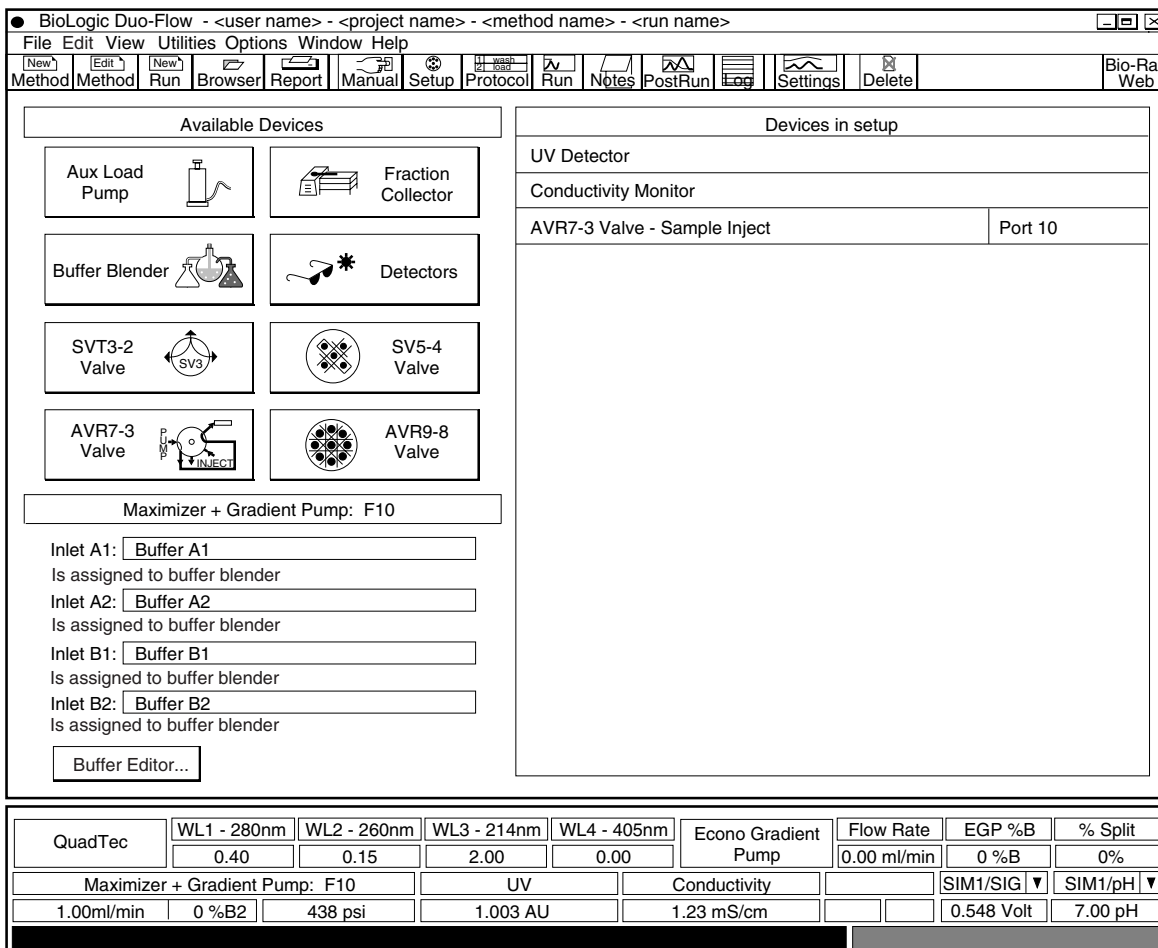 BioLogic Duo-Flow - <user name> - <project name> - <method name> - <run name>
File Edit View Utilities Options Window Help
New Edit New 1. wash
2. load
Method Method Run Browser Report Manual Setup Protocol Run Notes PostRun Log Settings Delete Bio-Ra
Web
Available Devices
Aux Load
Pump
Fraction
Collector
Buffer Blender
Detectors
SVT3-2
Valve
SV3
SV5-4
Valve
AVR7-3
Valve
PUMP
INJECT
AVR9-8
Valve
Maximizer + Gradient Pump: F10
Inlet A1: Buffer A1
Is assigned to buffer blender
Inlet A2: Buffer A2
Is assigned to buffer blender
Inlet B1: Buffer B1
Is assigned to buffer blender
Inlet B2: Buffer B2
Is assigned to buffer blender
Buffer Editor...
Devices in setup
UV Detector
Conductivity Monitor
AVR7-3 Valve - Sample Inject Port 10
QuadTec
WL1 - 280nm WL2 - 260nm WL3 - 214nm WL4 - 405nm
0.40 0.15 2.00 0.00
Econo Gradient
Pump
Flow Rate EGP %B % Split
0.00 ml/min 0 %B 0%
Maximizer + Gradient Pump: F10 UV Conductivity SIM1/SIG SIM1/pH
1.00ml/min 0 %B2 438 psi 1.003 AU 1.23 mS/cm 0.548 Volt 7.00 pH